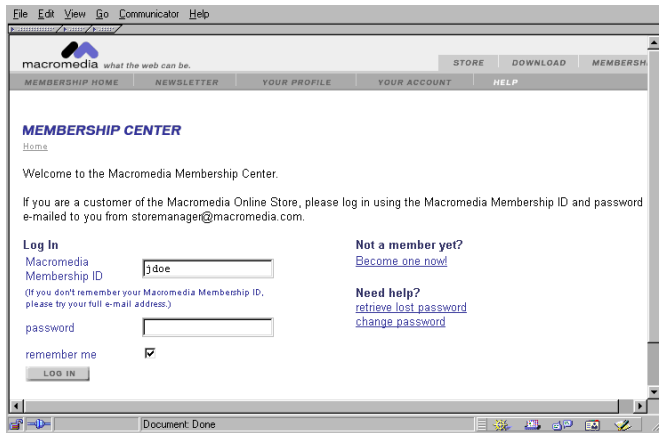 File Edit View Go Communicator Help
macromedia what the web can be.
STORE DOWNLOAD MEMBERSH
MEMBERSHIP HOME NEWSLETTER YOUR PROFILE YOUR ACCOUNT HELP
MEMBERSHIP CENTER
Home
Welcome to the Macromedia Membership Center.
If you are a customer of the Macromedia Online Store, please log in using the Macromedia Membership ID and password
e-mailed to you from storemanager@macromedia.com.
Log In
Macromedia
Membership ID
jdoe
(If you don't remember your Macromedia Membership ID,
please try your full e-mail address.)
password
remember me
LOG IN
Not a member yet?
Become one now!
Need help?
retrieve lost password
change password
Document: Done